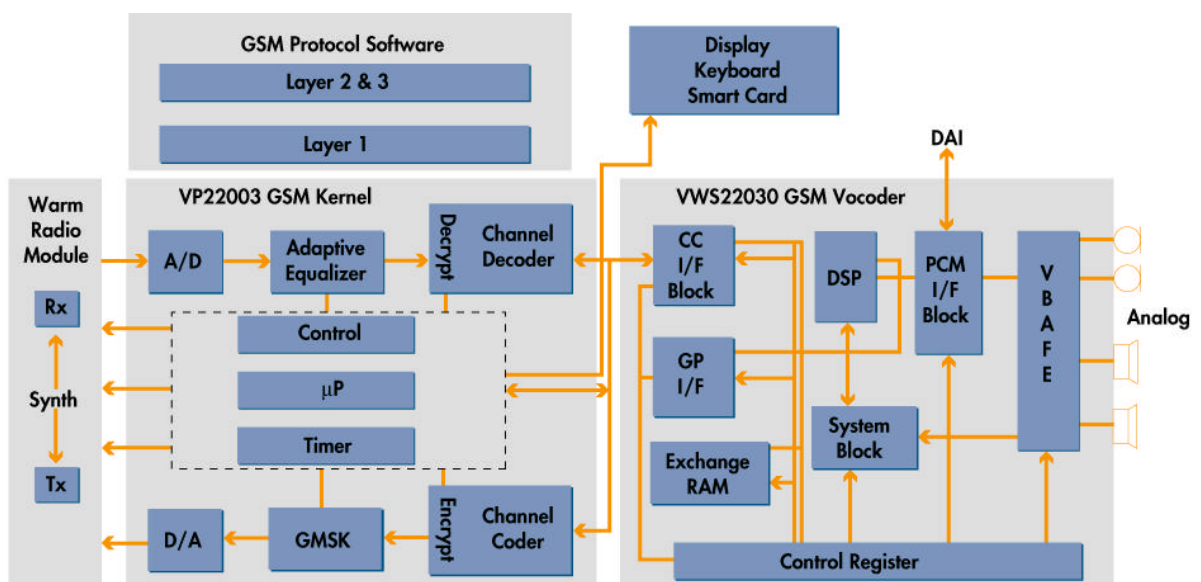 GSM Protocol Software
Layer 2 & 3
Layer 1
Display
Keyboard
Smart Card
DAI
Warm
Radio
Module
Rx
Synth
Tx
VP22003 GSM Kernel
A/D
Adaptive
Equalizer
Decrypt
Channel
Decoder
Control
µP
Timer
D/A
GMSK
Encrypt
Channel
Coder
VWS22030 GSM Vocoder
CC
I/F
Block
DSP
PCM
I/F
Block
VBAFE
Analog
GP
I/F
System
Block
Exchange
RAM
Control Register